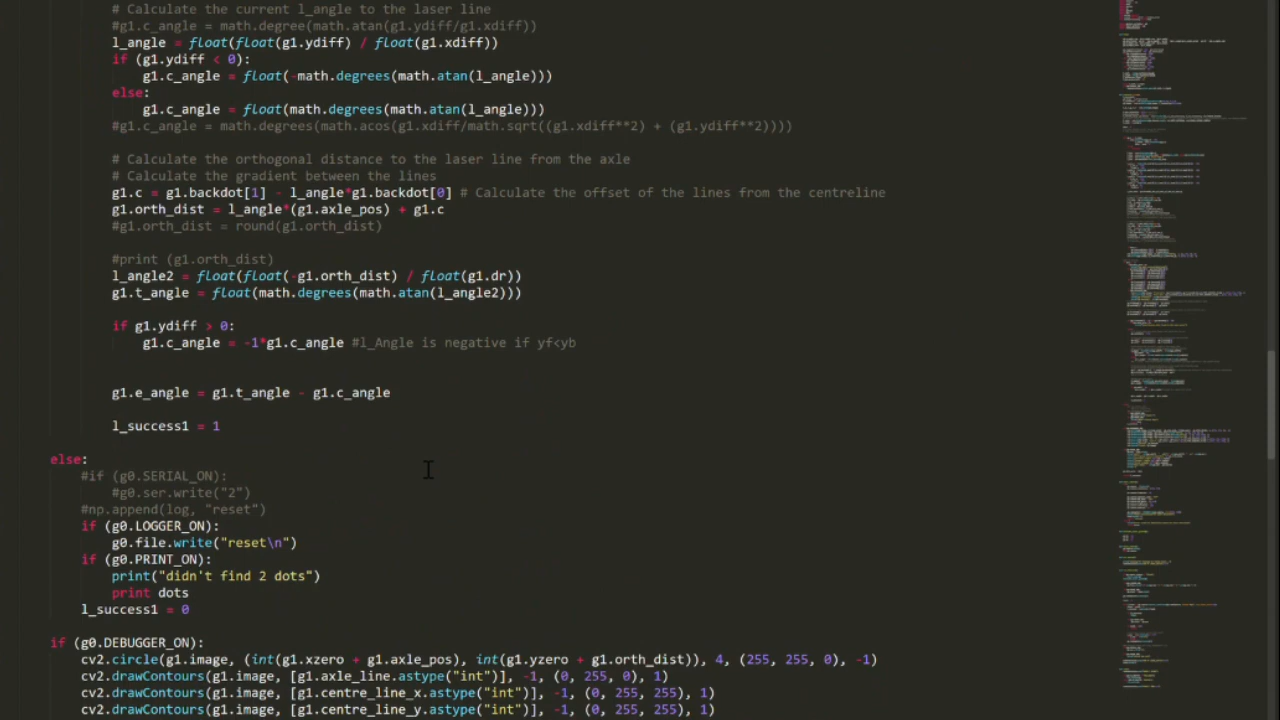 # Calculate the current l_angle to the laser line
#g1.c_angle = math.degree(math.atan(g1.ydiff/g1.xdiff))
l_angle = float(float(g1.ydiff) / float(g1.xdiff))
if (g1.ydiff < 0):
g1.c_angle = float(-math.degrees(math.atan(l_angle)))
else:
g1.c_angle = float(math.degrees(math.atan(l_angle)))
#g1.c_angle = math.degrees(math.acos(g1.xdiff/math.sqrt((g1.xdiff**2) + (g1.ydiff**2))))
# Calculate the orthogonal distance to the laser line from the axle
# Calculate the gradient between the lines
g1.c = g1.backdot[1] - l_angle*g1.backdot[0] # Calculate the offset of the lines from the centreline
g1.orth_dist = l_angle*(g1.axle_pos) + g1.c
#g1.orth_dist = round(g1.orth_dist)
#print (g1.orth_dist)
l_angle2 = float(float(-g1.orth_dist) / float(g1.dr))
g1.t_angle = float(math.degrees(math.atan(l_angle2)))
if g1.ydiff > 0:
g1.c_angle = -1*g1.c_angle #l_Angle is negative if yf<yb
g1.e_angle = g1.t_angle - g1.c_angle
l_success1 = 1
else:
#if (g0.SERIAL_ON):
#g0.ser.write("2")
#np.append(log, "reset")
if (g0.LOGGER_ON):
g0.file.write("reset\n")
if (g0.PRINT_ON):
print("didn't find 2 dots")
print dots
l_success1 = 0
if (g0.DEBUGGER_ON):
cv2.circle(g1.image, (int(g1.xzero + g1.axle_pos), int(g1.yzero + g1.orth_dist)), 4, (255, 255, 0), -1)
cv2.drawContours(g1.image, [g1.centre_line.astype("int")], -1, (0, 255, 0), 1)
cv2.drawContours(g1.image, [g1.centre_line_x.astype("int")], -1, (0, 255, 255), 1)
cv2.drawContours(g1.image, [g1.centre_line_y.astype("int")], -1, (0, 255, 255), 1)